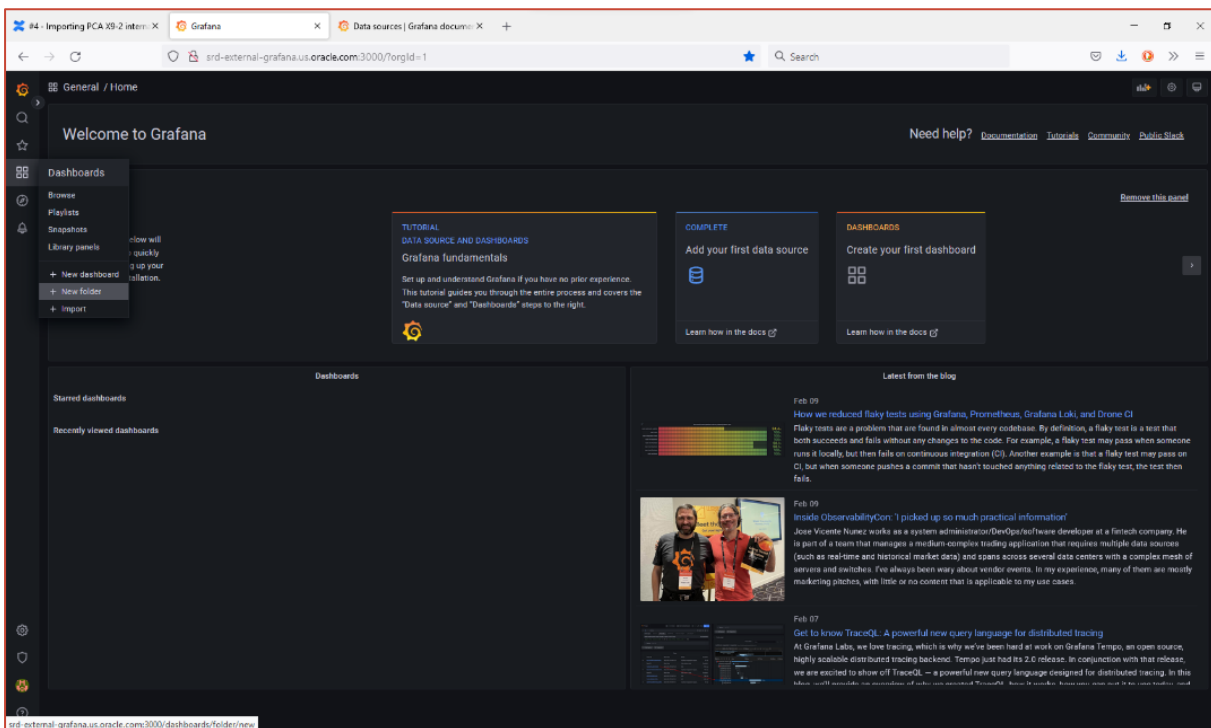 #4 - Importing PCA X9-2 intern
Grafana
Data sources | Grafana docume
srd-external-grafana.us.oracle.com:3000/?orgId=1
Search
General / Home
Welcome to Grafana
Need help?
Documentation
Tutorials
Community
Public Slack
Dashboards
Browse
Playlists
Snapshots
Library panels
+ New dashboard
+ New folder
+ Import
elow will
quickly
g up your
tallation.
Remove this panel
TUTORIAL
DATA SOURCE AND DASHBOARDS
Grafana fundamentals
Set up and understand Grafana if you have no prior experience.
This tutorial guides you through the entire process and covers the
"Data source" and "Dashboards" steps to the right.
COMPLETE
Add your first data source
Learn how in the docs
DASHBOARDS
Create your first dashboard
Learn how in the docs
Dashboards
Starred dashboards
Recently viewed dashboards
Latest from the blog
Feb 09
How we reduced flaky tests using Grafana, Prometheus, Grafana Loki, and Drone CI
Flaky tests are a problem that are found in almost every codebase. By definition, a flaky test is a test that
both succeeds and fails without any changes to the code. For example, a flaky test may pass when someone
runs it locally, but then fails on continuous integration (CI). Another example is that a flaky test may pass on
CI, but when someone pushes a commit that hasn't touched anything related to the flaky test, the test then
fails.
Feb 09
Inside ObservabilityCon: 'I picked up so much practical information'
Jose Vicente Nunez works as a system administrator/DevOps/software developer at a fintech company. He
is part of a team that manages a medium-complex trading application that requires multiple data sources
(such as real-time and historical market data) and spans across several data centers with a complex mesh of
servers and switches. I've always been wary about vendor events. In my experience, many of them are mostly
marketing pitches, with little or no content that is applicable to my use cases.
Feb 07
Get to know TraceQL: A powerful new query language for distributed tracing
At Grafana Labs, we love tracing, which is why we've been hard at work on Grafana Tempo, an open source,
highly scalable distributed tracing backend. Tempo just had its 2.0 release. In conjunction with that release,
we are excited to show off TraceQL — a powerful new query language designed for distributed tracing. In this
srd-external-grafana.us.oracle.com:3000/dashboards/folder/new